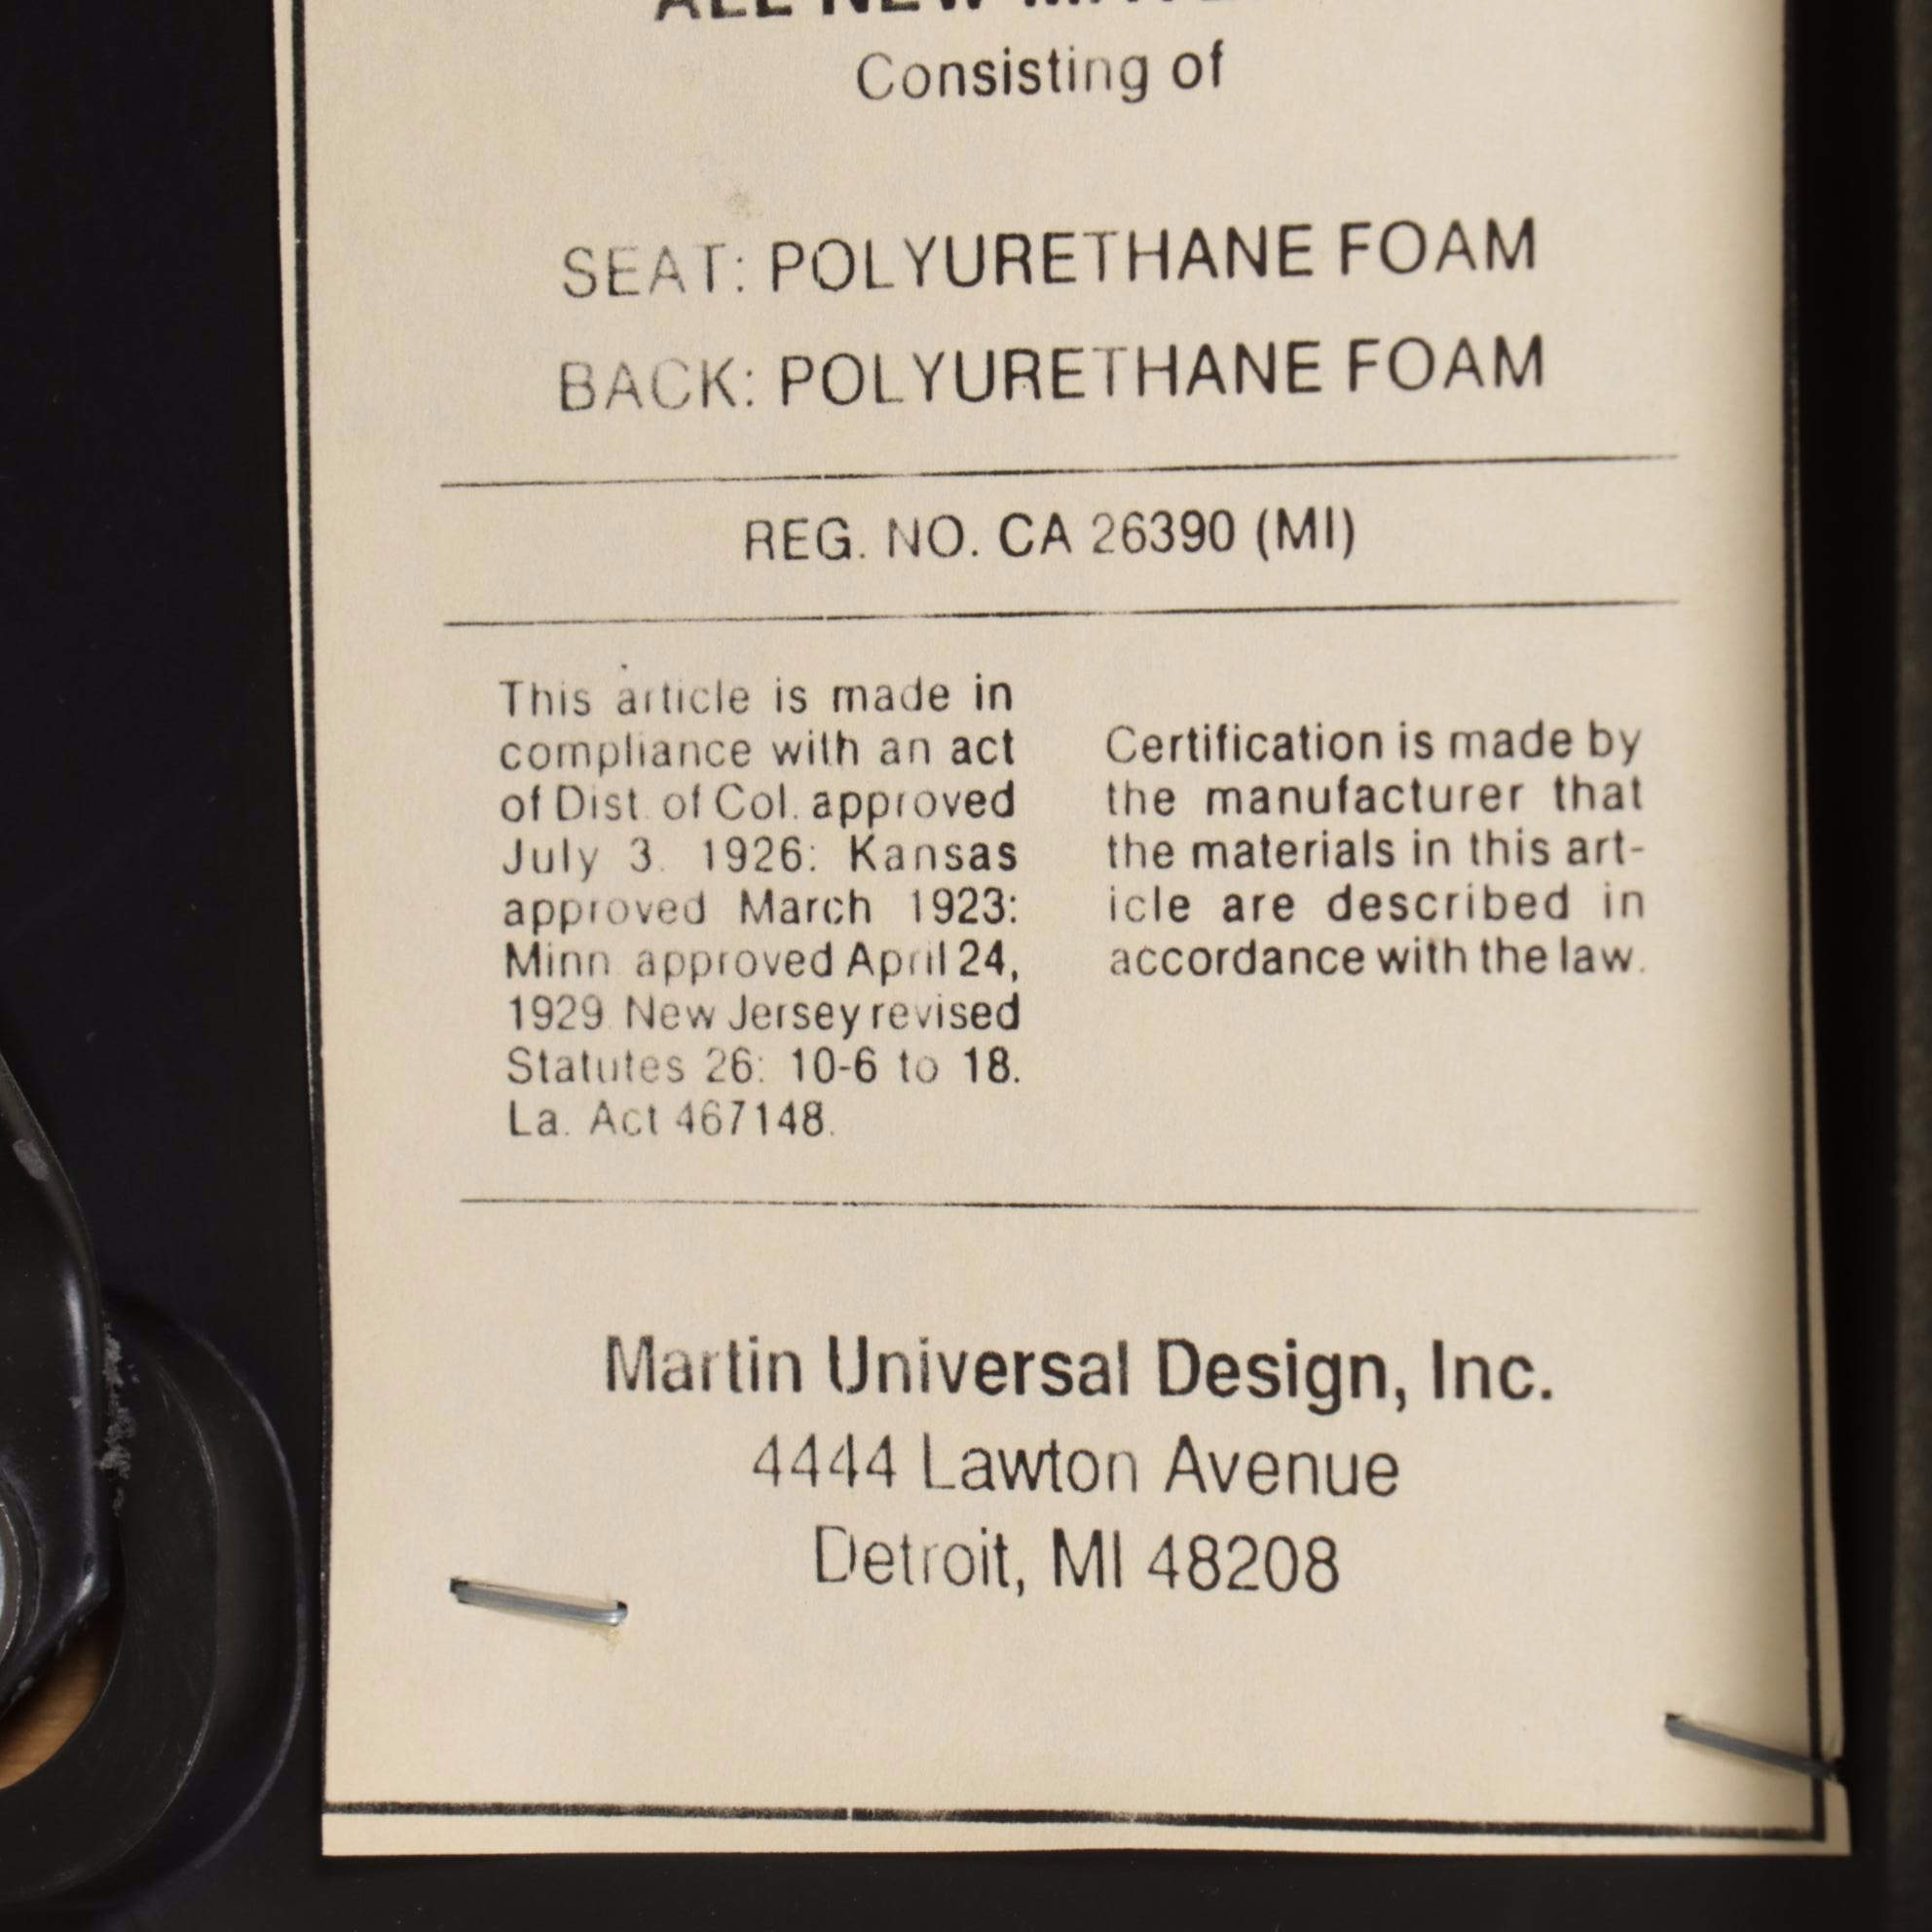 ALL NEW
Consisting of
SEAT: POLYURETHANE FOAM
BACK: POLYURETHANE FOAM
REG. NO. CA 26390 (MI)
This article is made in
compliance with an act
of Dist. of Col. approved
July 3. 1926: Kansas
approved March 1923:
Minn approved April 24,
1929. New Jersey revised
Statutes 26: 10-6 to 18.
La. Act 467148.
Certification is made by
the manufacturer that
the materials in this art-
icle are described in
accordance with the law.
Martin Universal Design, Inc.
4444 Lawton Avenue
Detroit, MI 48208